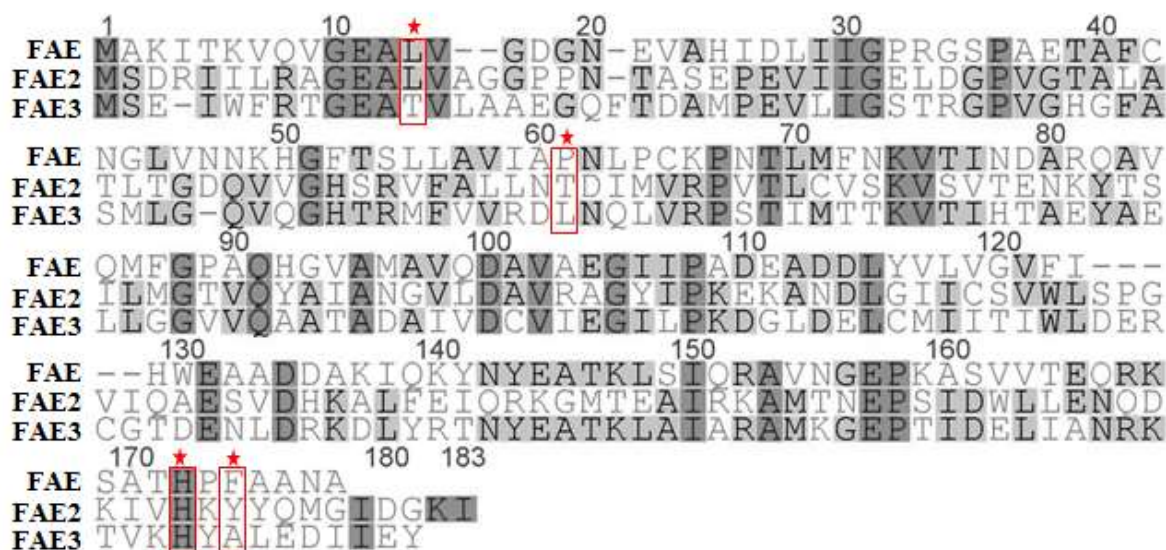 1 10 20 30 40
FAE MAKITKVQVGEALV--GDGN-EVAHIDLIIGPRGSPAETAFC
FAE2 MSDRIILRAGEALVAGGPPN-TASEPEVIIGELDGPVGTALA
FAE3 MSE-IWFRTGEATVLAAEGQFTDAMPEVLIGSTRGPVGHGFA
50 60 70 80
FAE NGLVNNKHGFTSLLAVIAPNLPCKPNTLMFNKVTINDARQAV
FAE2 TLTGDQVVGHSRVFALLNTDIMVRPVTLCVSKVSVTENKYTS
FAE3 SMLG-QVQGHTRMFVVRDLNQLVRPSTIMTTKVTIHTAEYAE
90 100 110 120
FAE QMFGPAQHGVAMAVQDAVAEGIIPADEADDLYVLVGVFI---
FAE2 ILMGTVQYAIANGVLDAVRAGYIPKEKANDLGIICSVWLSPG
FAE3 LLGGVVQAATADAIVDCVIEGILPKDGLDELCMIITIWLDER
130 140 150 160
FAE --HWEAADDAKIQKYNYEATKLSIQRAVNGEPKASVVTEQRK
FAE2 VIQAESVDHKALFEIQRKGMTEAIRKAMTNEPSIDWLLENQD
FAE3 CGTDENLDRKDLYRTNYEATKLAIARAMKGEPTIDELIANRK
170 180 183
FAE SATHPFAANA
FAE2 KIVHKYYQMGIDGKI
FAE3 TVKHYALEDIIEY